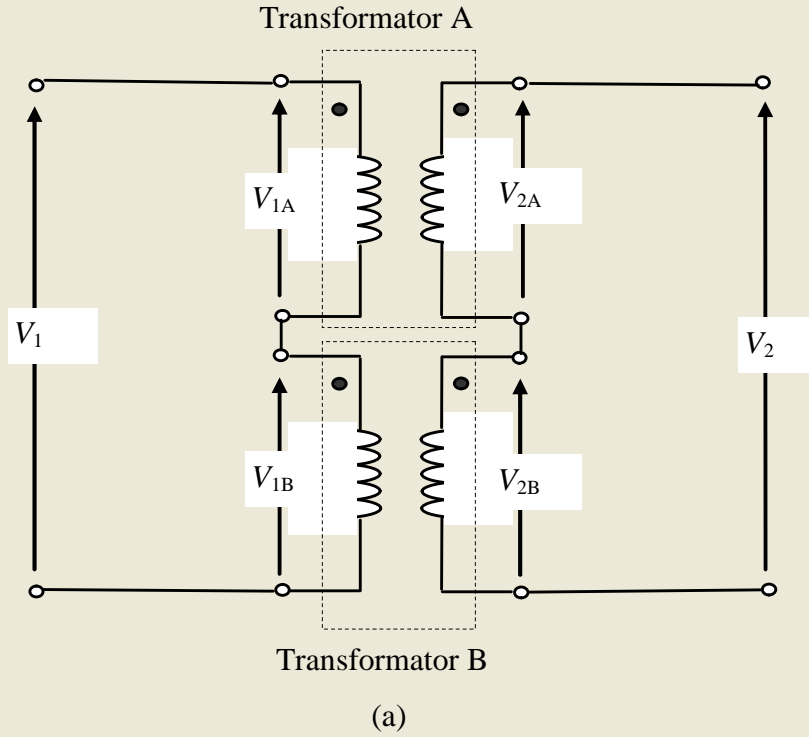 Transformator A
V1A
V2A
V1
V2
V1B
V2B
Transformator B
(a)